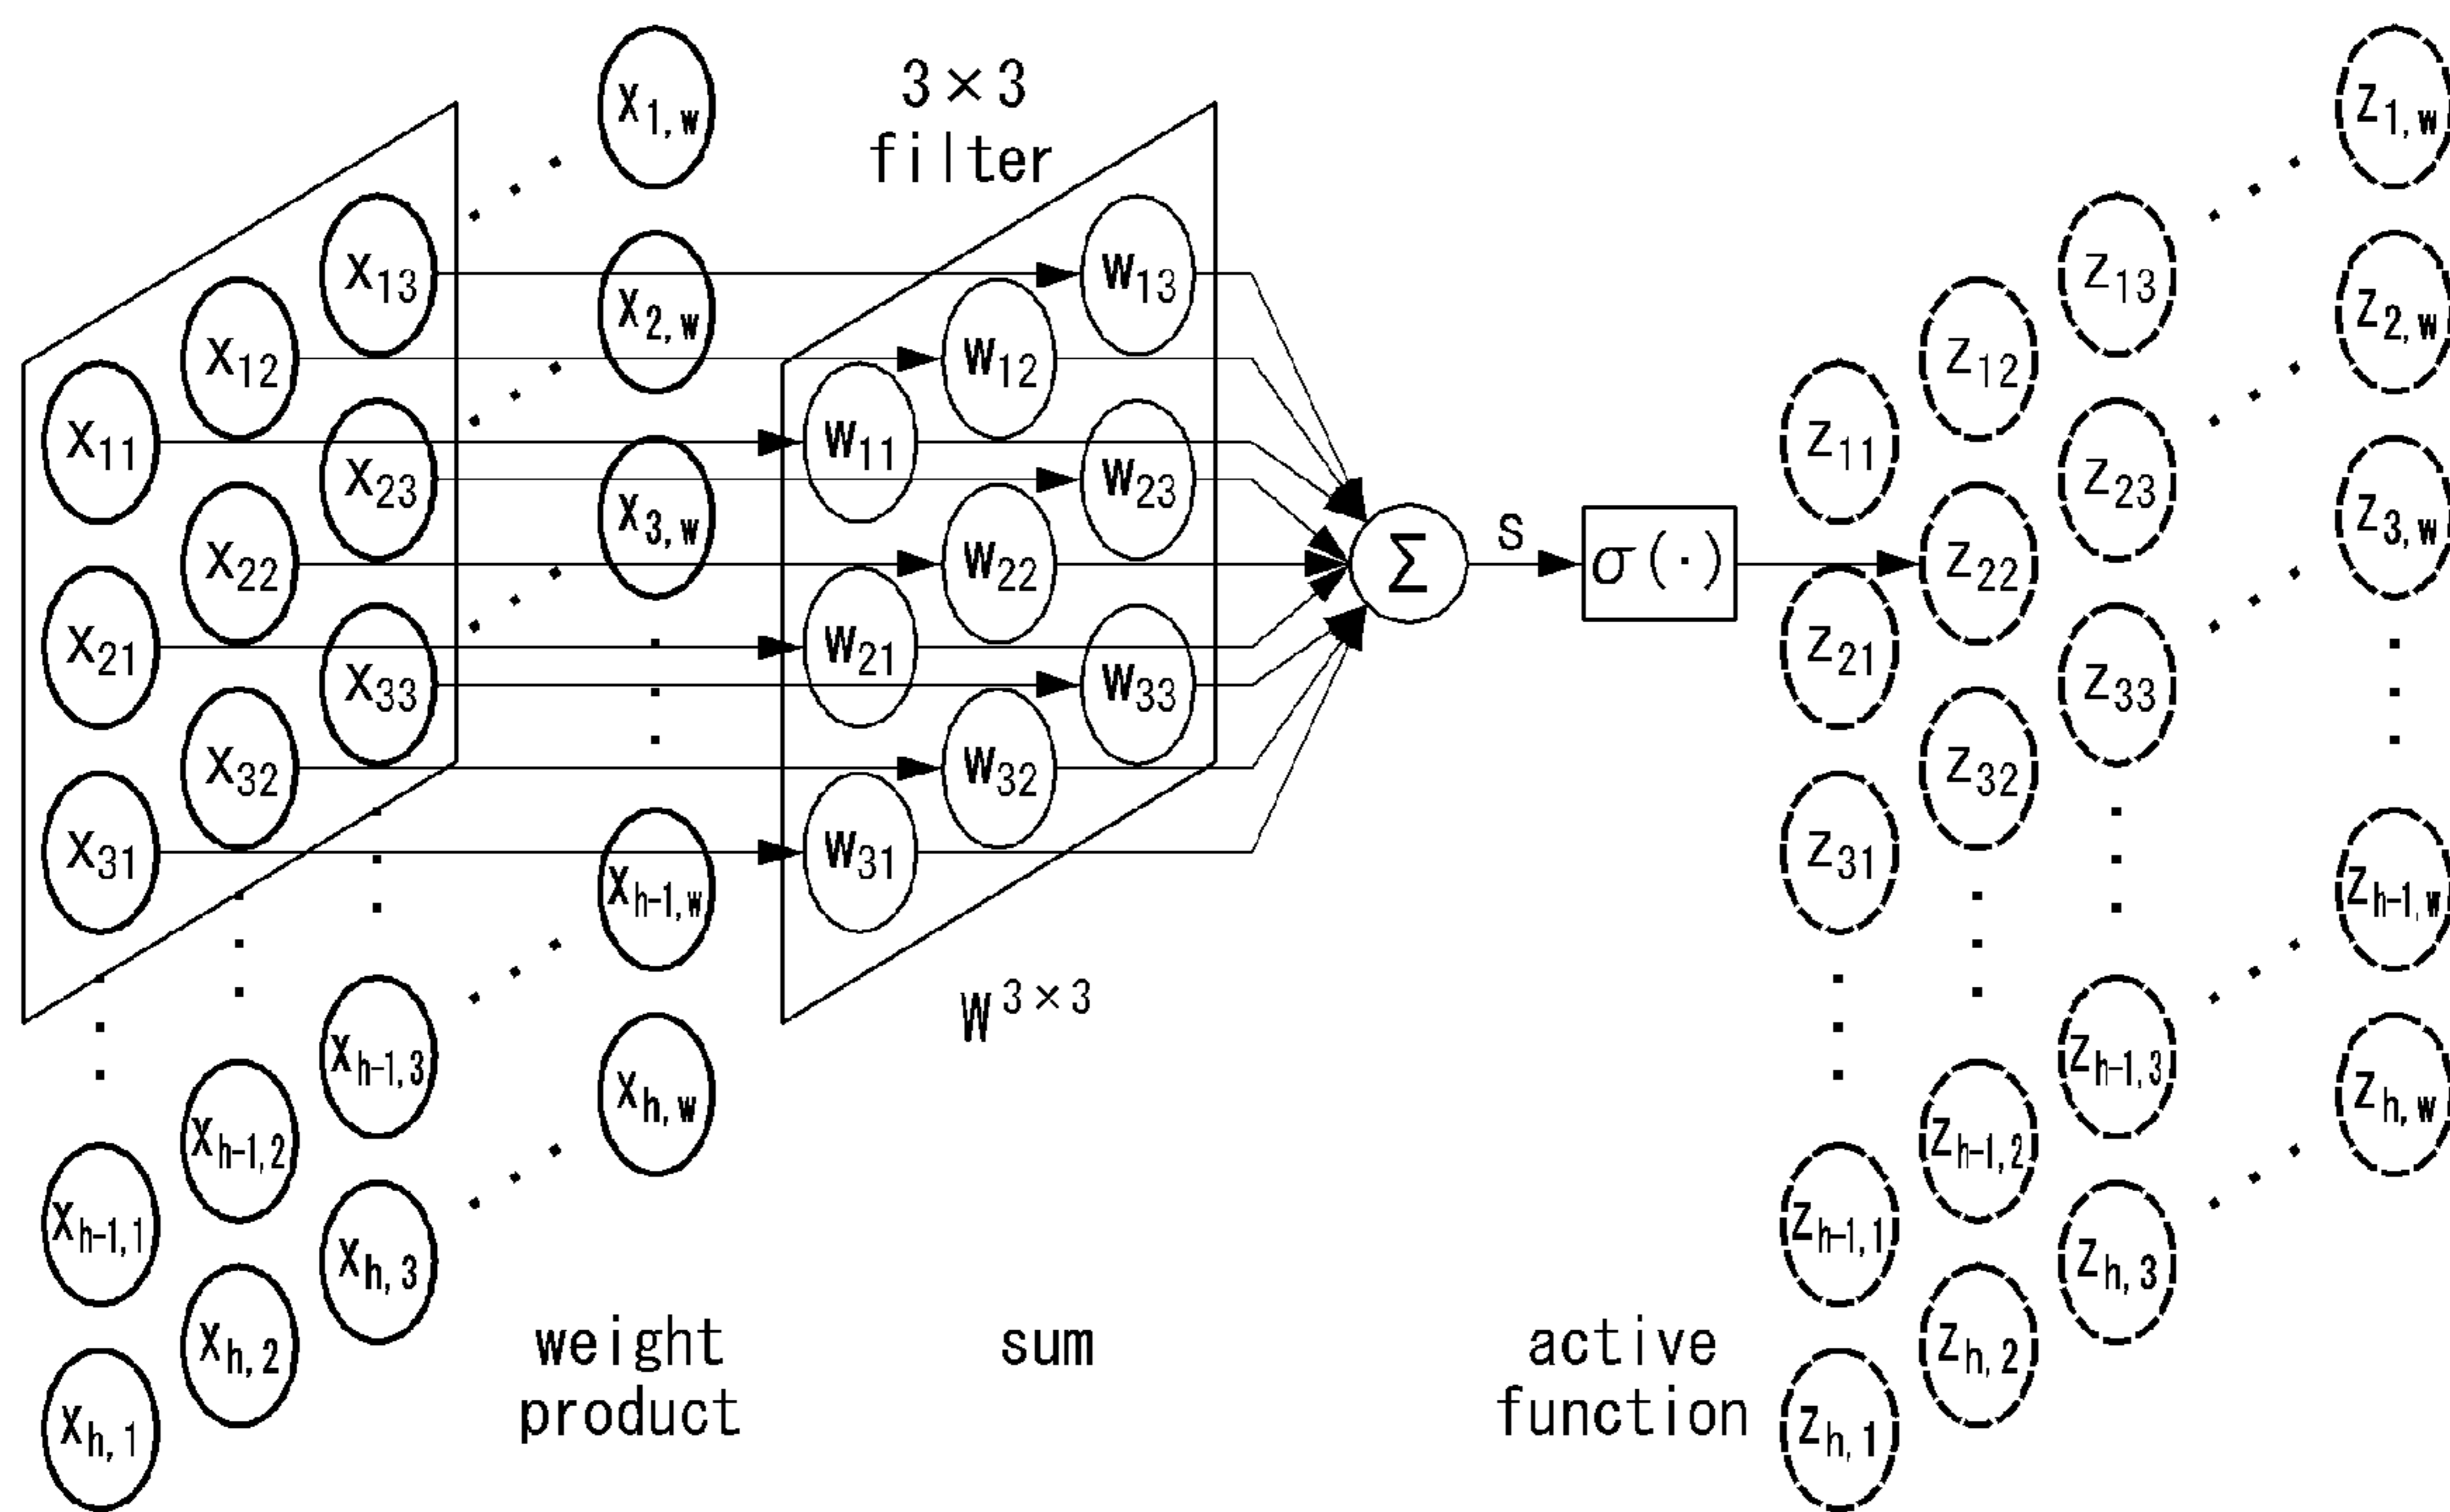 3×3
filter
x11 x12 x13 x1,w
x21 x22 x23 x2,w
x31 x32 x33 x3,w
xh-1,1 xh-1,2 xh-1,3 xh-1,w
xh,1 xh,2 xh,3 xh,w
w11 w12 w13
w21 w22 w23
w31 w32 w33
W3×3
Σ
S
σ(·)
z11 z12 z13 z1,w
z21 z22 z23 z2,w
z31 z32 z33 z3,w
zh-1,1 zh-1,2 zh-1,3 zh-1,w
zh,1 zh,2 zh,3 zh,w
weight
product
sum
active
function